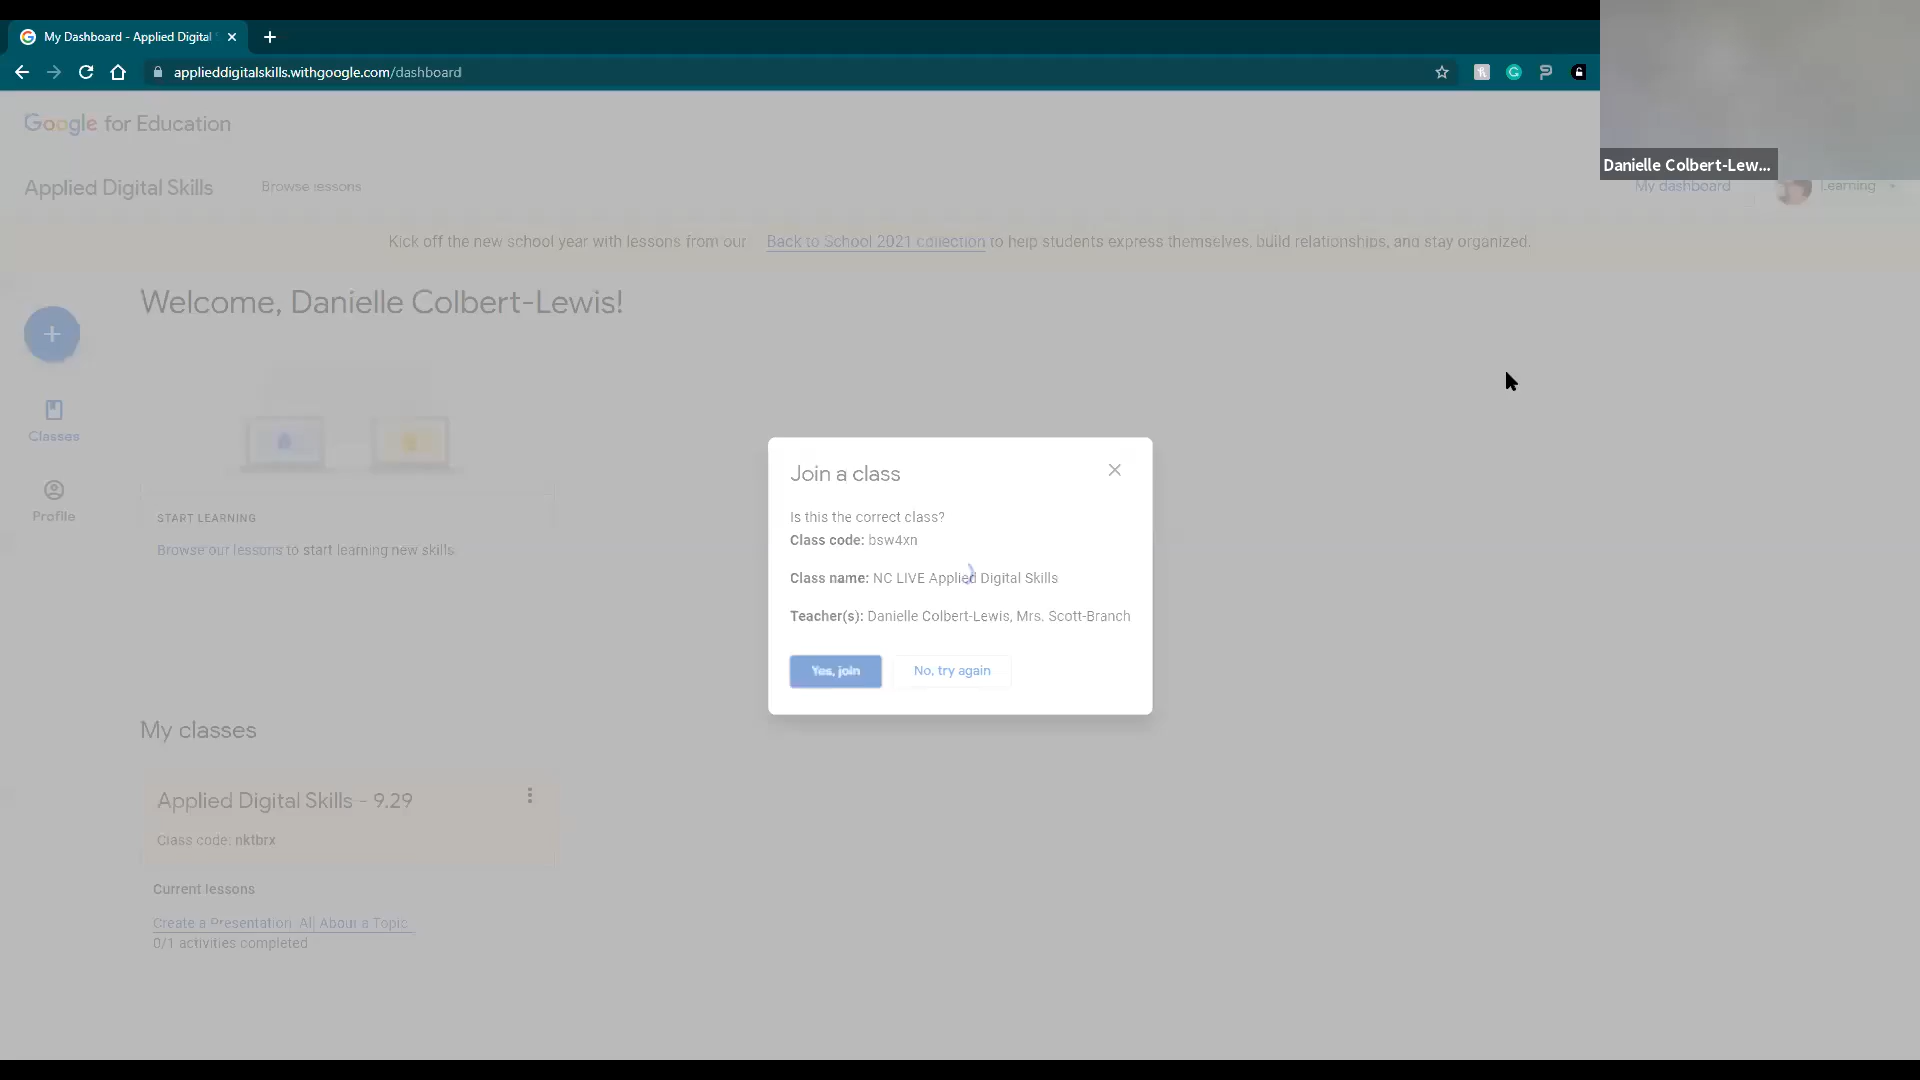 My Dashboard - Applied Digital
applieddigitalskills.withgoogle.com/dashboard
Danielle Colbert-Lew...
Google for Education
Applied Digital Skills
Browse lessons
My dashboard
Learning
Kick off the new school year with lessons from our Back to School 2021 collection to help students express themselves, build relationships, and stay organized.
Welcome, Danielle Colbert-Lewis!
Classes
Profile
START LEARNING
Browse our lessons to start learning new skills.
Join a class
Is this the correct class?
Class code: bsw4xn
Class name: NC LIVE Applied Digital Skills
Teacher(s): Danielle Colbert-Lewis, Mrs. Scott-Branch
Yes, join
No, try again
My classes
Applied Digital Skills - 9.29
Class code: nktbrx
Current lessons
Create a Presentation All About a Topic
0/1 activities completed